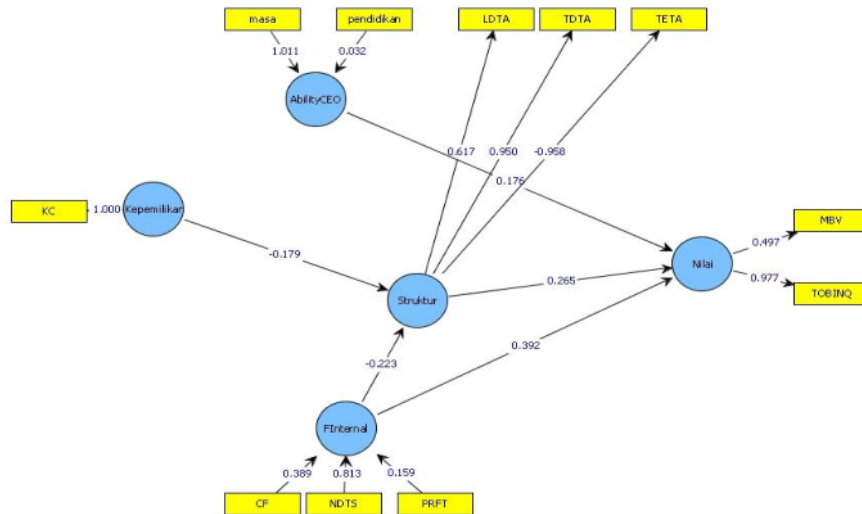 masa
pendidikan
LDTA
TDTA
TETA
1.011
0.032
AbilityCEO
0.617
0.950
-0.958
0.176
KC
1.000
Kepemilikan
-0.179
MBV
0.497
Nilai
0.977
TOBINQ
Struktur
0.265
0.392
-0.223
FInternal
0.389
0.813
0.159
CF
NDTS
PRFT